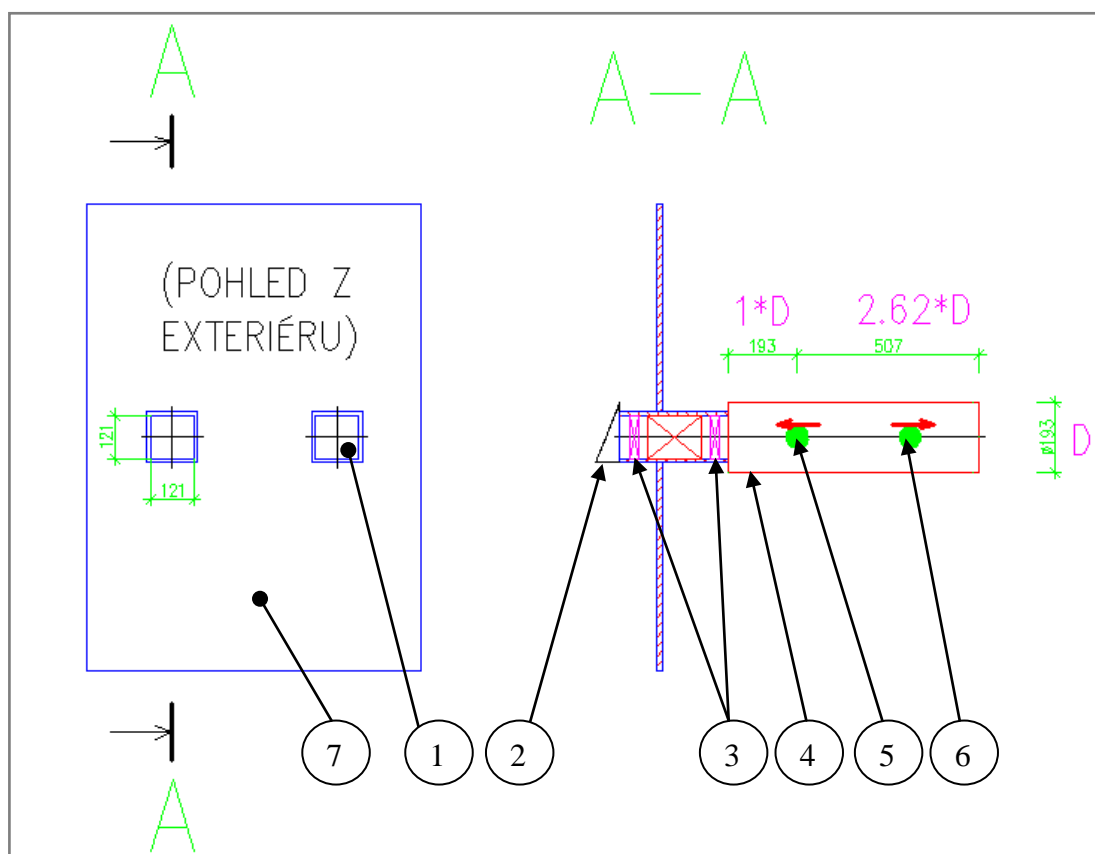 A
A — A
(POHLED Z
EXTERIÉRU)
1*D
2.62*D
193
507
121
121
ø193
D
7
1
2
3
4
5
6
A